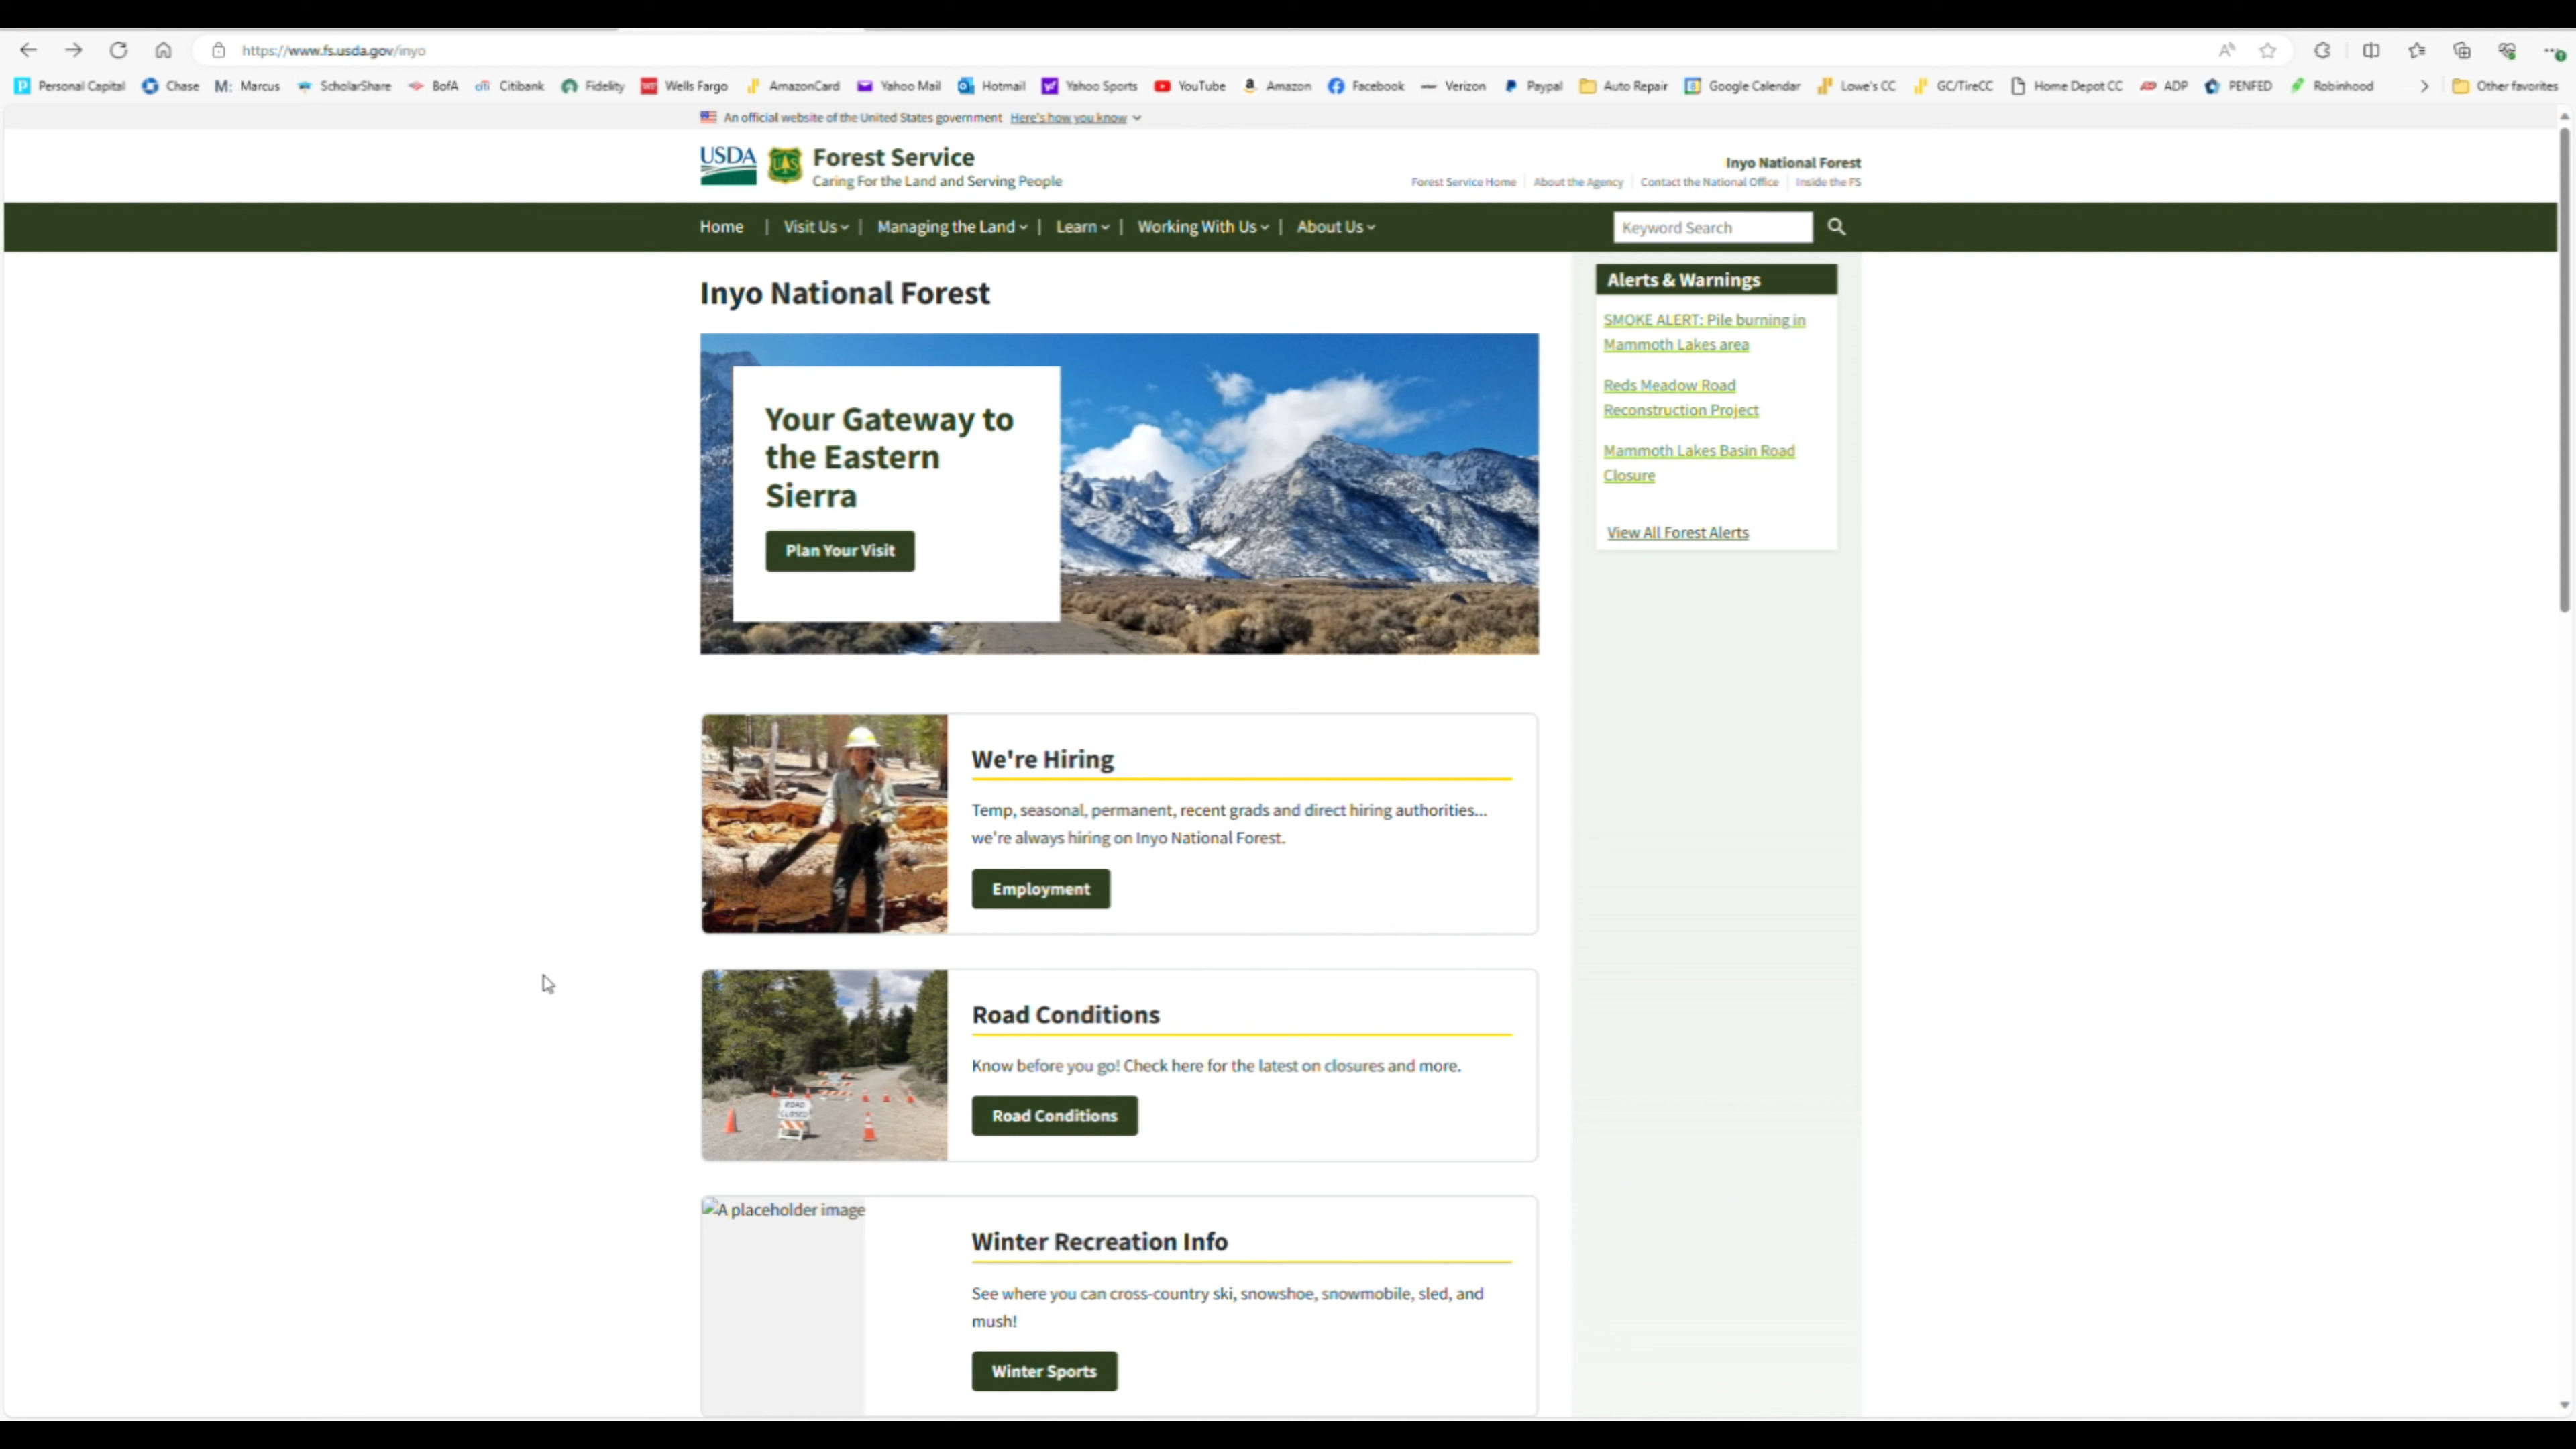 https://www.fs.usda.gov/inyo
Personal Capital
Chase
M: Marcus
ScholarShare
BofA
citi Citibank
Fidelity
Wells Fargo
AmazonCard
Yahoo Mail
Hotmail
Yahoo Sports
YouTube
Amazon
Facebook
Verizon
Paypal
Auto Repair
Google Calendar
Lowe's CC
GC/TireCC
Home Depot CC
ADP
PENFED
Robinhood
Other favorites
An official website of the United States government Here's how you know
USDA
Forest Service
Caring For the Land and Serving People
Inyo National Forest
Forest Service Home About the Agency Contact the National Office Inside the FS
Home | Visit Us | Managing the Land | Learn | Working With Us | About Us
Keyword Search
Inyo National Forest
Your Gateway to
the Eastern
Sierra
Plan Your Visit
Alerts & Warnings
SMOKE ALERT: Pile burning in
Mammoth Lakes area
Reds Meadow Road
Reconstruction Project
Mammoth Lakes Basin Road
Closure
View All Forest Alerts
We're Hiring
Temp, seasonal, permanent, recent grads and direct hiring authorities...
we're always hiring on Inyo National Forest.
Employment
ROAD
CLOSED
Road Conditions
Know before you go! Check here for the latest on closures and more.
Road Conditions
A placeholder image
Winter Recreation Info
See where you can cross-country ski, snowshoe, snowmobile, sled, and
mush!
Winter Sports